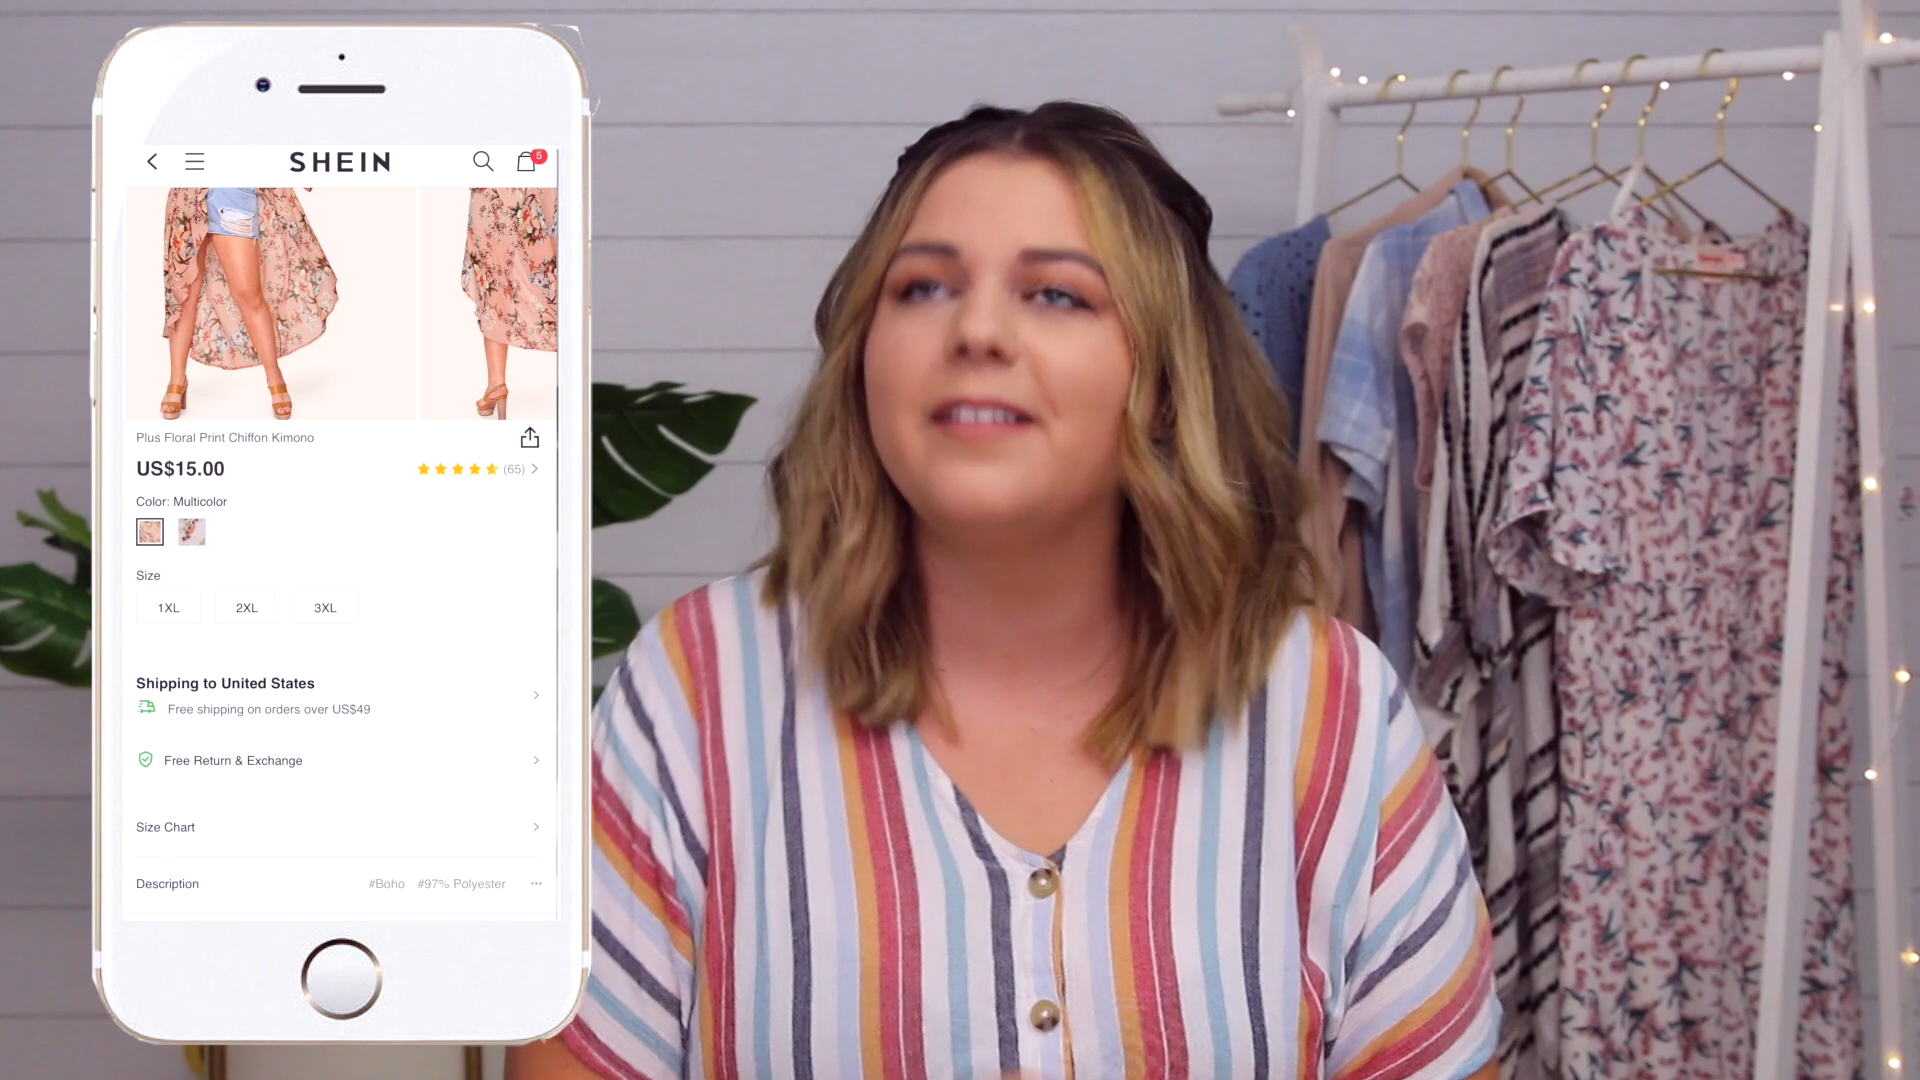 SHEIN
5
Plus Floral Print Chiffon Kimono
US$15.00
(65)
Color: Multicolor
Size
1XL 2XL 3XL
Shipping to United States
Free shipping on orders over US$49
Free Return & Exchange
Size Chart
Description #Boho #97% Polyester ...